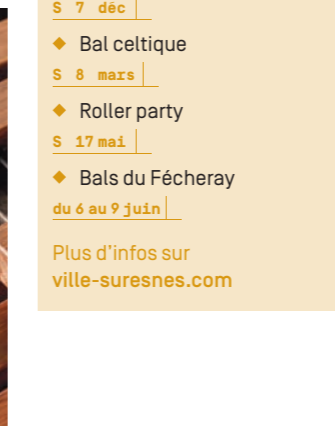 S 7 déc
◆ Bal celtique
S 8 mars
◆ Roller party
S 17 mai
◆ Bals du Fécheray
du 6 au 9 juin
Plus d'infos sur
ville-suresnes.com